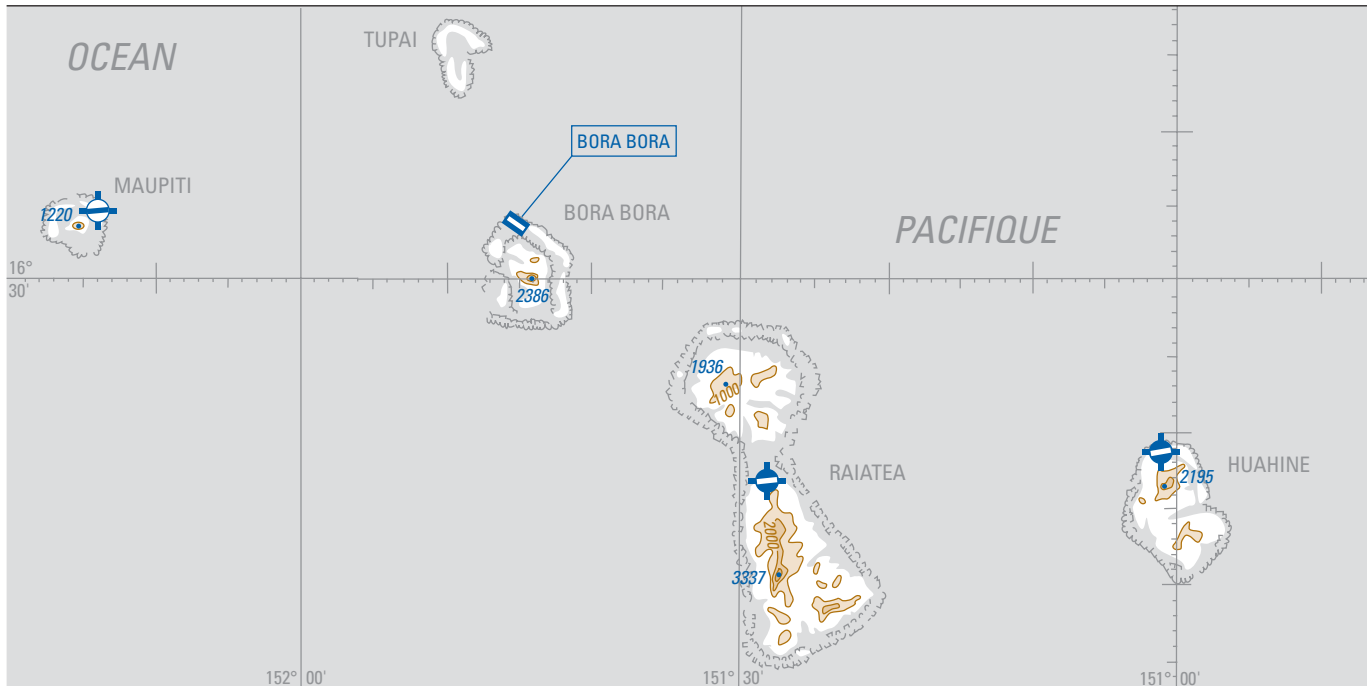 TUPAI
OCEAN
BORA BORA
MAUPITI
1220
BORA BORA
PACIFIQUE
16°
30'
2386
1936
1000
RAIATEA
HUAHINE
2195
2000
3337
152° 00'
151° 30'
151° 00'